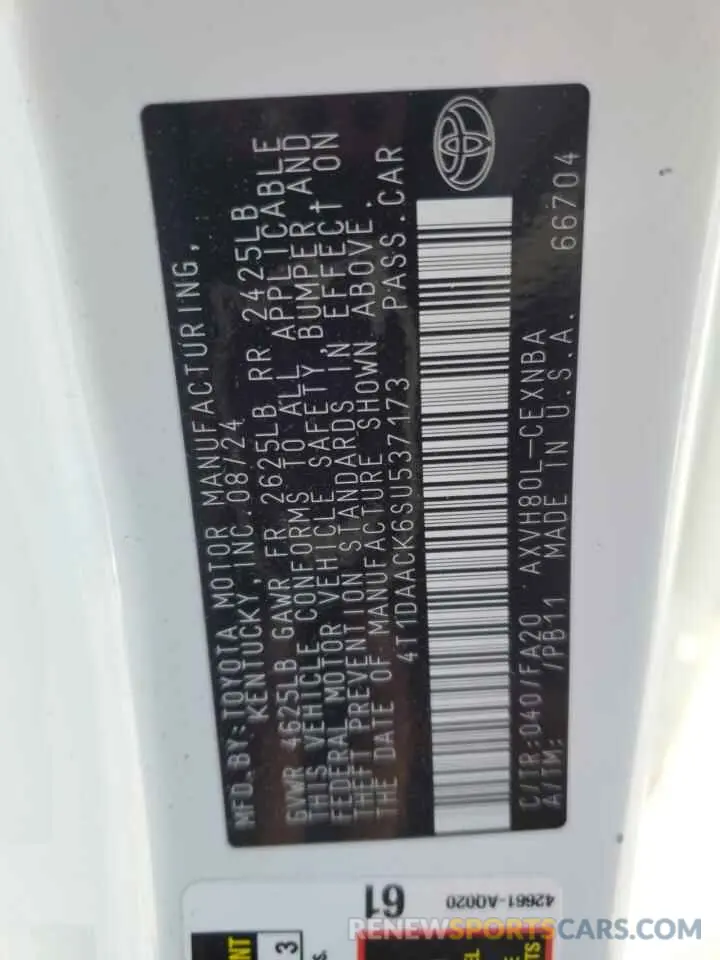 MFD.BY:TOYOTA MOTOR MANUFACTURING,
KENTUCKY,INC.08/24
GVWR 4625LB GAWR FR 2625LB RR 2425LB
THIS VEHICLE CONFORMS TO ALL APPLICABLE
FEDERAL MOTOR VEHICLE SAFETY, BUMPER,AND
THEFT PREVENTION STANDARDS IN EFFECT ON
THE DATE OF MANUFACTURE SHOWN ABOVE.
4T1DAACK6SU537173 PASS.CAR
C/TR:040/FA20 AXVH80L-CEXNBA
A/TM: /PB11 MADE IN U.S.A. 66704
61
42661-AQ020
3
RENEWSPORTSCARS.COM